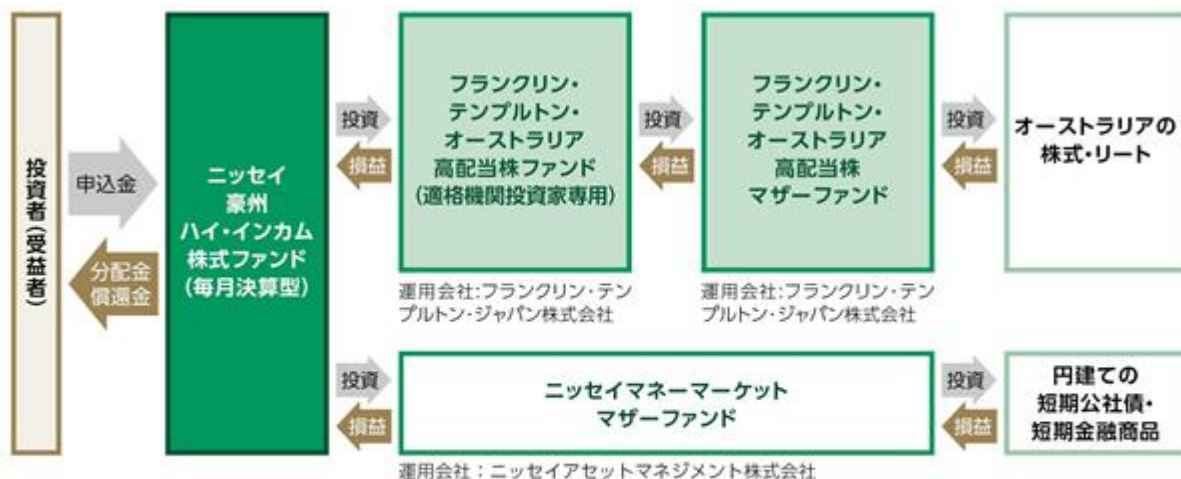 投資者(受益者)
申込金
分配金
償還金
ニッセイ
豪州
ハイ・インカム
株式ファンド
(毎月決算型)
投資
損益
フランクリン・
テンプルトン・
オーストラリア
高配当株ファンド
(適格機関投資家専用)
運用会社:フランクリン・テン
プルトン・ジャパン株式会社
投資
損益
フランクリン・
テンプルトン・
オーストラリア
高配当株
マザーファンド
運用会社:フランクリン・テン
プルトン・ジャパン株式会社
投資
損益
オーストラリアの
株式・リート
投資
損益
ニッセイマネーマーケット
マザーファンド
運用会社：ニッセイアセットマネジメント株式会社
投資
損益
円建ての
短期公社債・
短期金融商品